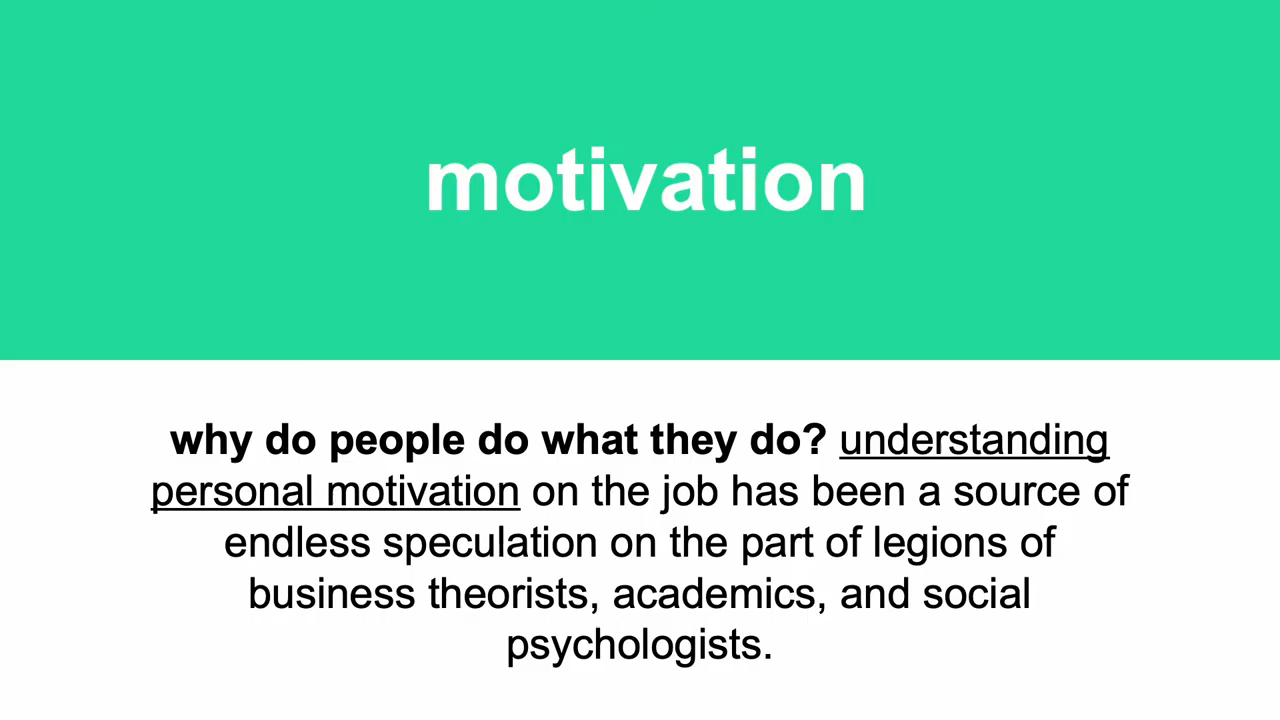 motivation
why do people do what they do? understanding
personal motivation on the job has been a source of
endless speculation on the part of legions of
business theorists, academics, and social
psychologists.